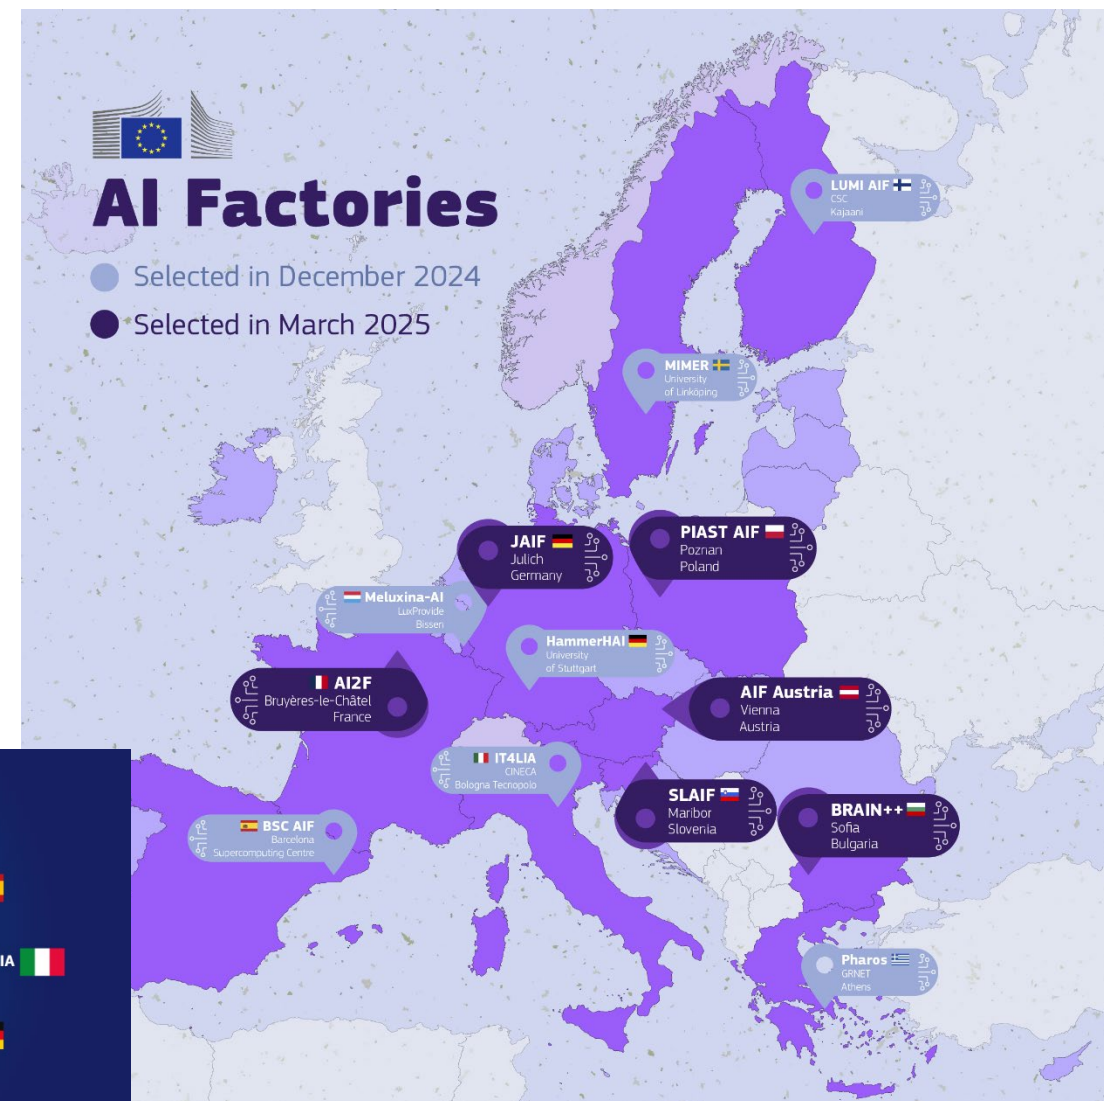 AI Factories
Selected in December 2024
Selected in March 2025
LUMI AIF
CSC
Kajaani
MIMER
University
of Linköping
JAIF
Julich
Germany
PIAST AIF
Poznan
Poland
Meluxina-AI
LuxProvide
Bissen
HammerHAI
University
of Stuttgart
AI2F
Bruyères-le-Châtel
France
AIF Austria
Vienna
Austria
IT4LIA
CINECA
Bologna Tecnopolo
SLAIF
Maribor
Slovenia
BRAIN++
Sofia
Bulgaria
BSC AIF
Barcelona
Supercomputing Centre
IA
Pharos
GRNET
Athens